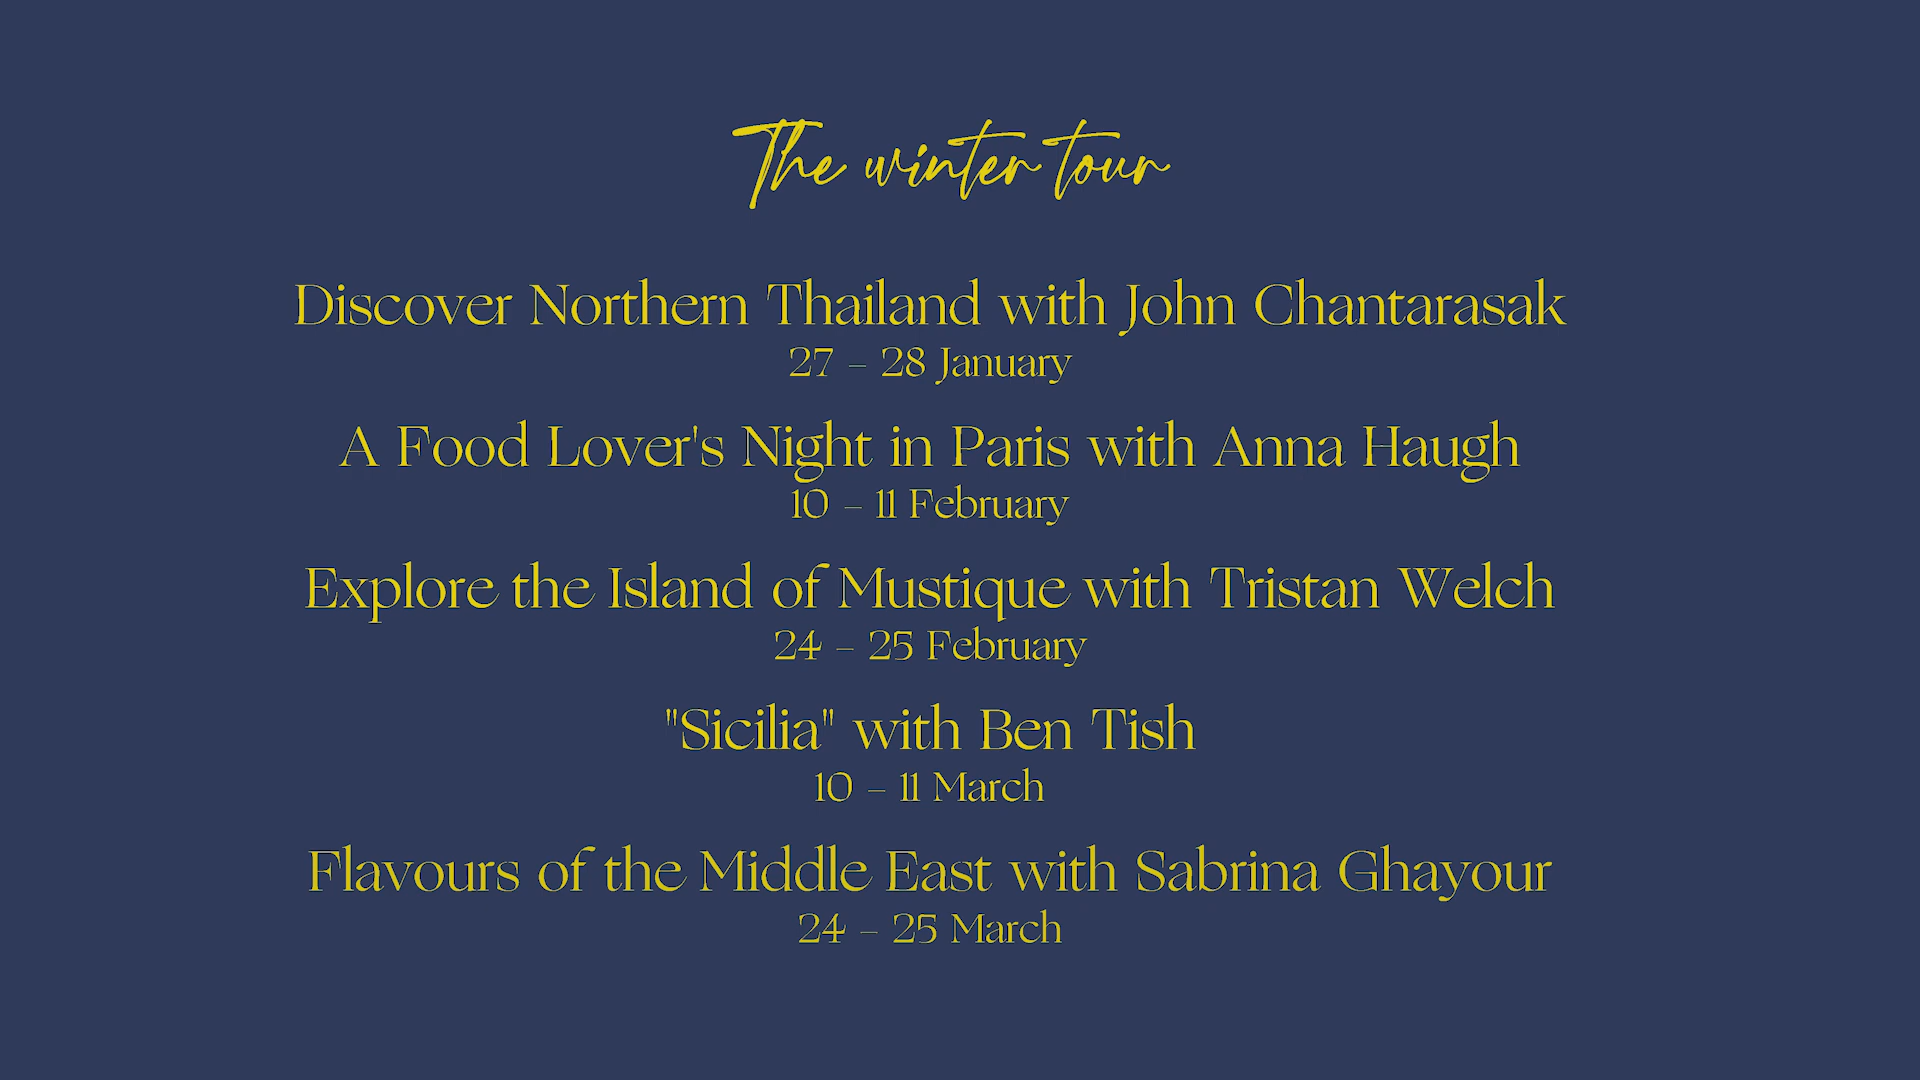 The winter tour
Discover Northern Thailand with John Chantarasak
27 – 28 January
A Food Lover's Night in Paris with Anna Haugh
10 – 11 February
Explore the Island of Mustique with Tristan Welch
24 – 25 February
"Sicilia" with Ben Tish
10 – 11 March
Flavours of the Middle East with Sabrina Ghayour
24 – 25 March